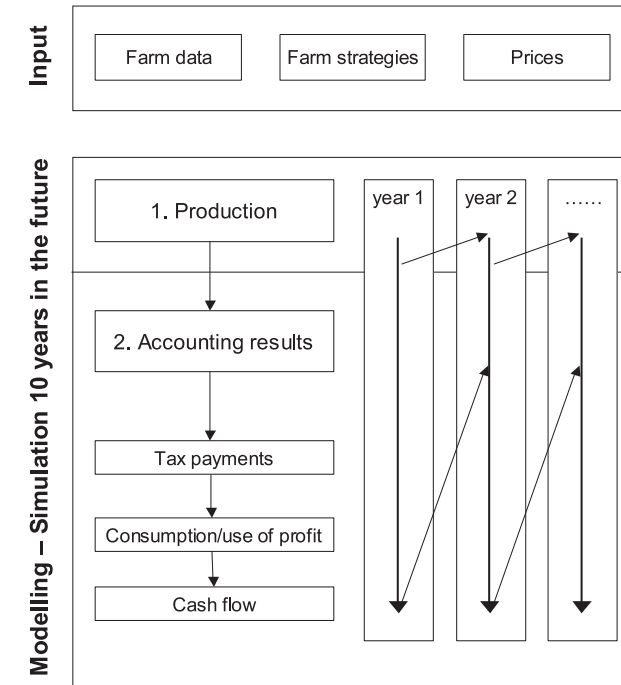 Input
Farm data
Farm strategies
Prices
Modelling – Simulation 10 years in the future
1. Production
2. Accounting results
Tax payments
Consumption/use of profit
Cash flow
year 1
year 2
......